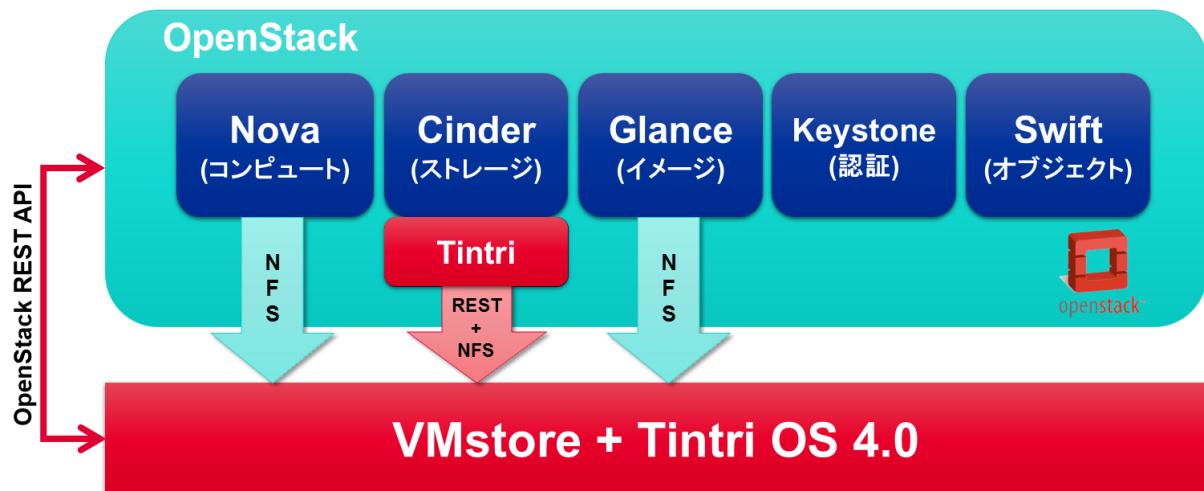 OpenStack
Nova
(コンピュート)
Cinder
(ストレージ)
Glance
(イメージ)
Keystone
(認証)
Swift
(オブジェクト)
Tintri
NFS
REST
+
NFS
NFS
openstack
OpenStack REST API
VMstore + Tintri OS 4.0